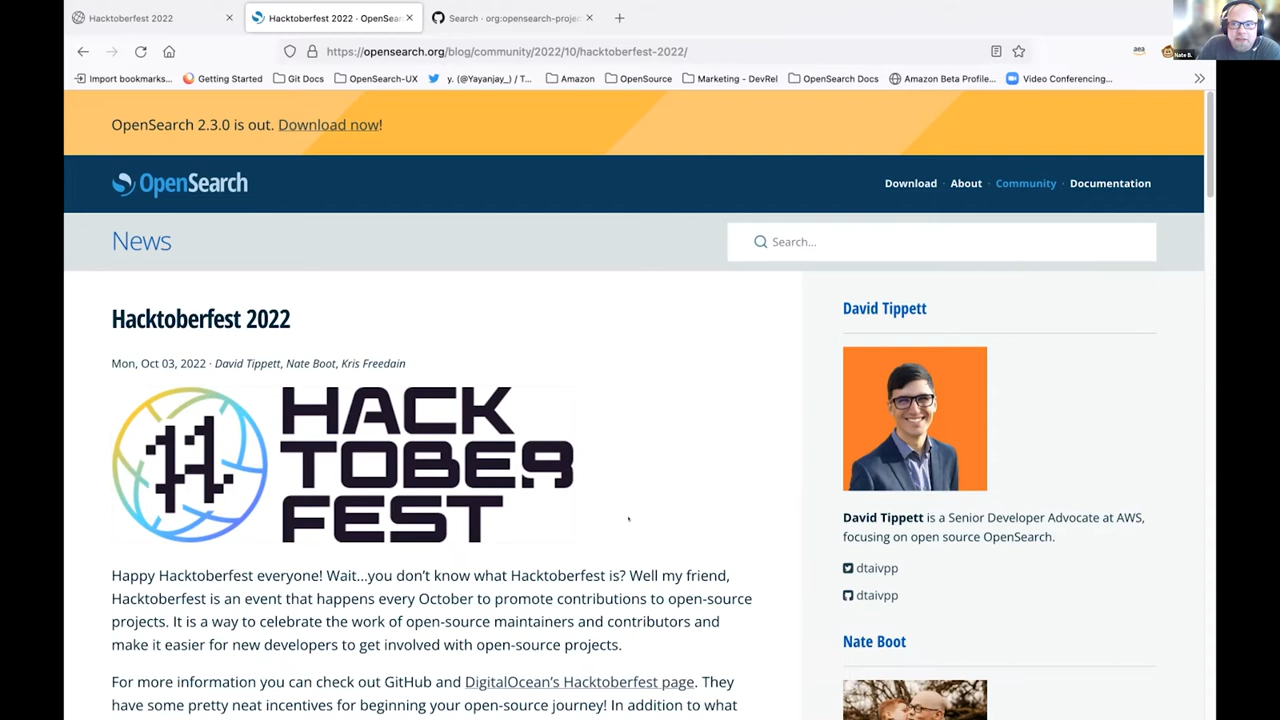 Hacktoberfest 2022
Hacktoberfest 2022 · OpenSear
Search · org:opensearch-projec
https://opensearch.org/blog/community/2022/10/hacktoberfest-2022/
aea
Nate B.
Import bookmarks...
Getting Started
Git Docs
OpenSearch-UX
y. (@Yayanjay_) / T...
Amazon
OpenSource
Marketing - DevRel
OpenSearch Docs
Amazon Beta Profile...
Video Conferencing...
OpenSearch 2.3.0 is out. Download now!
OpenSearch
Download · About · Community · Documentation
News
Search...
Hacktoberfest 2022
Mon, Oct 03, 2022 · David Tippett, Nate Boot, Kris Freedain
HACK
TOBER
FEST
Happy Hacktoberfest everyone! Wait...you don't know what Hacktoberfest is? Well my friend,
Hacktoberfest is an event that happens every October to promote contributions to open-source
projects. It is a way to celebrate the work of open-source maintainers and contributors and
make it easier for new developers to get involved with open-source projects.
For more information you can check out GitHub and DigitalOcean's Hacktoberfest page. They
have some pretty neat incentives for beginning your open-source journey! In addition to what
David Tippett
David Tippett is a Senior Developer Advocate at AWS,
focusing on open source OpenSearch.
dtaivpp
dtaivpp
Nate Boot